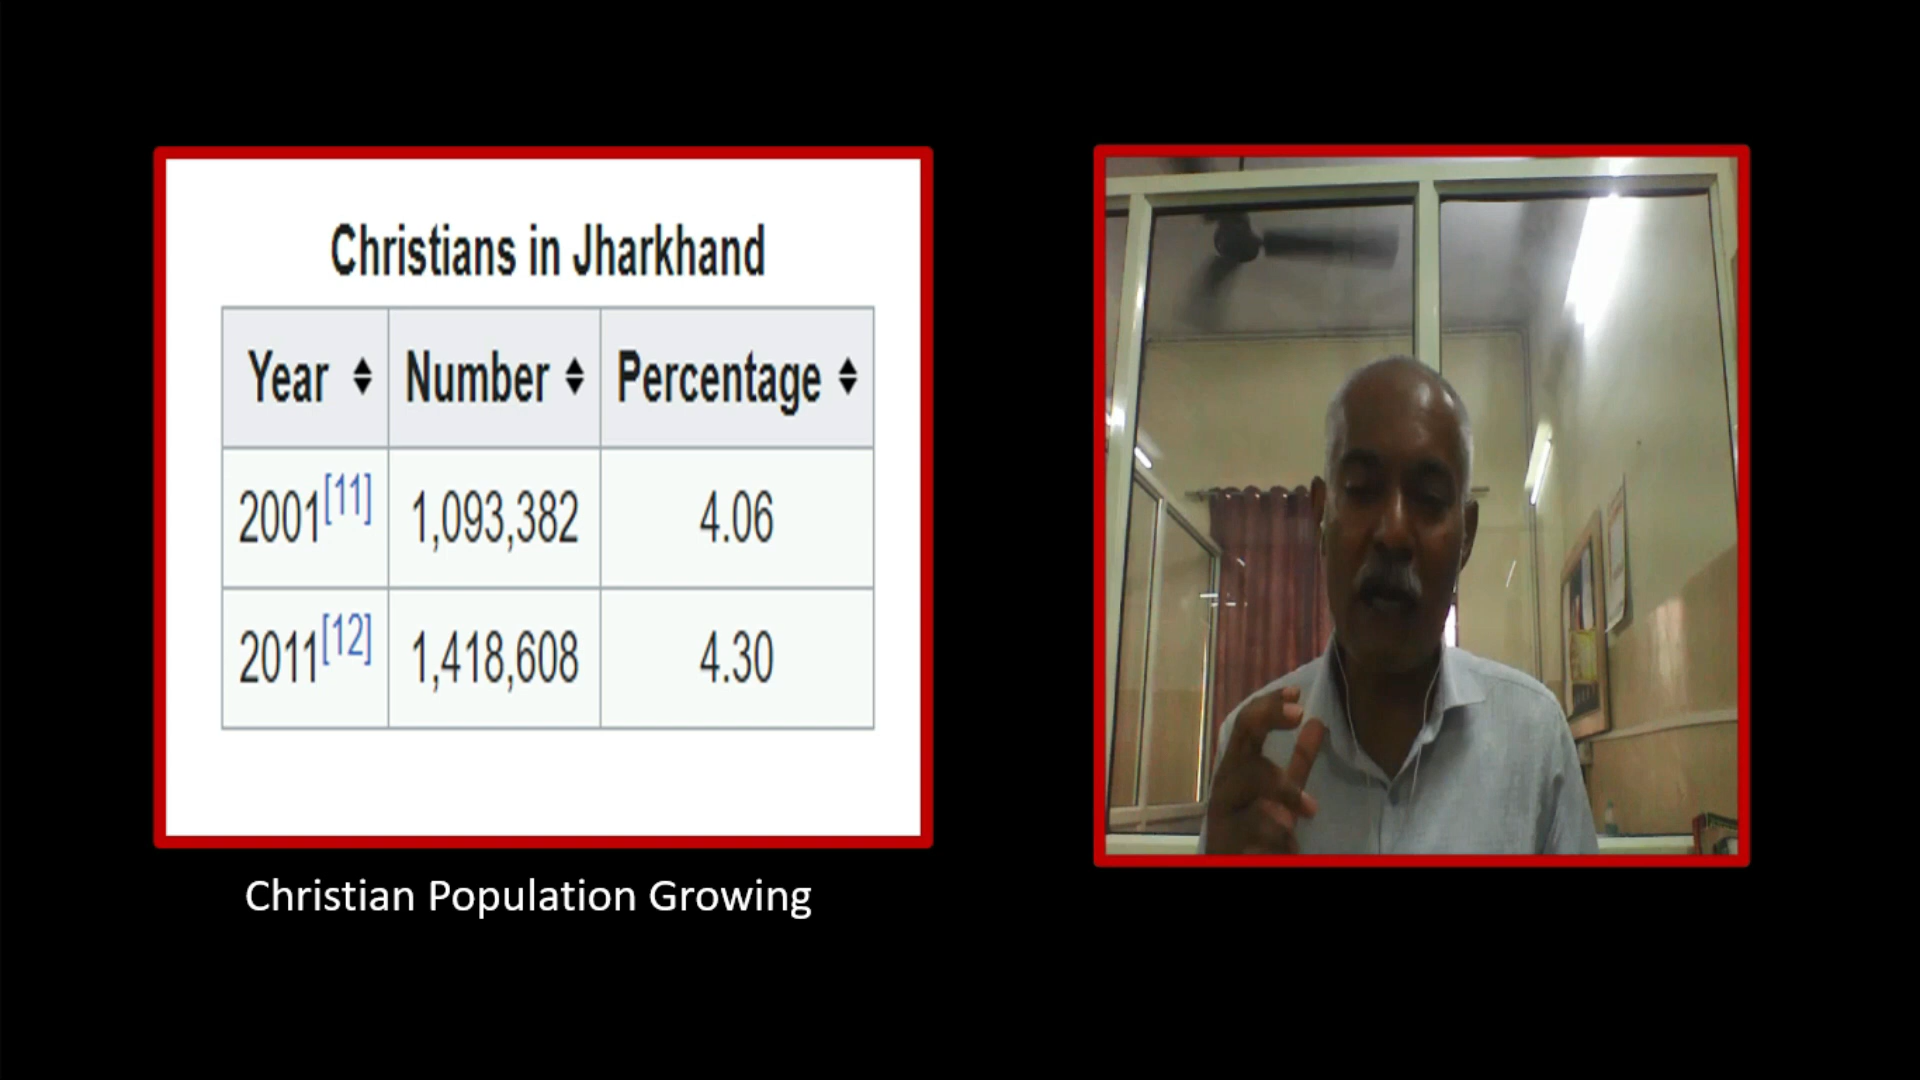 Christians in Jharkhand
Year Number Percentage
2001[11] 1,093,382 4.06
2011[12] 1,418,608 4.30
Christian Population Growing